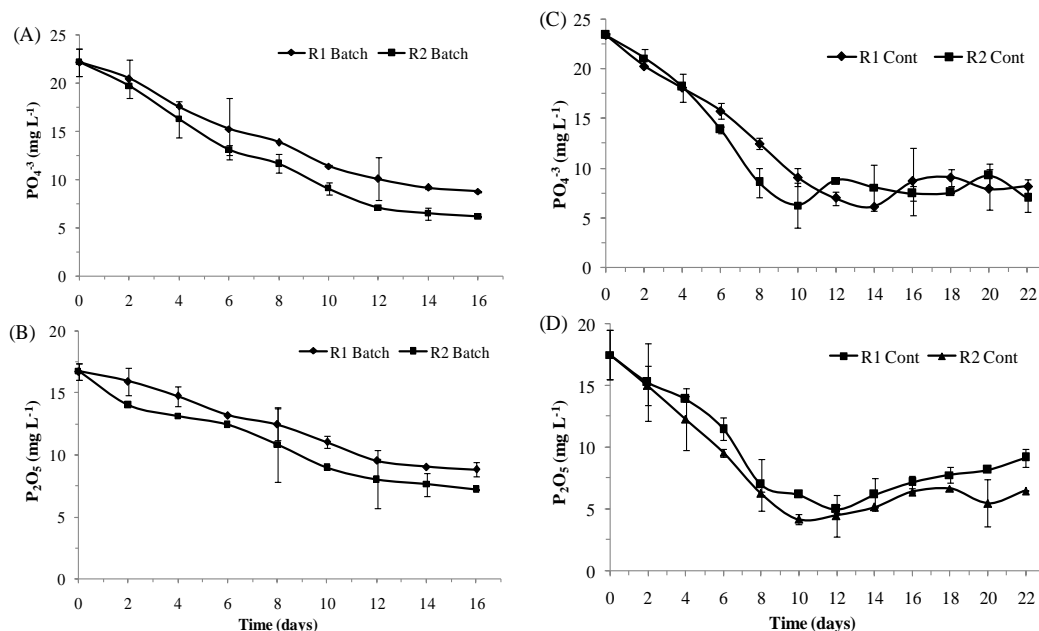 (A)
R1 Batch R2 Batch
PO₄⁻³ (mg L⁻¹)
25
20
15
10
5
0
0 2 4 6 8 10 12 14 16
(B)
R1 Batch R2 Batch
P₂O₅ (mg L⁻¹)
20
15
10
5
0
0 2 4 6 8 10 12 14 16
Time (days)
(C)
R1 Cont R2 Cont
PO₄⁻³ (mg L⁻¹)
25
20
15
10
5
0
0 2 4 6 8 10 12 14 16 18 20 22
(D)
R1 Cont R2 Cont
P₂O₅ (mg L⁻¹)
20
15
10
5
0
0 2 4 6 8 10 12 14 16 18 20 22
Time (days)